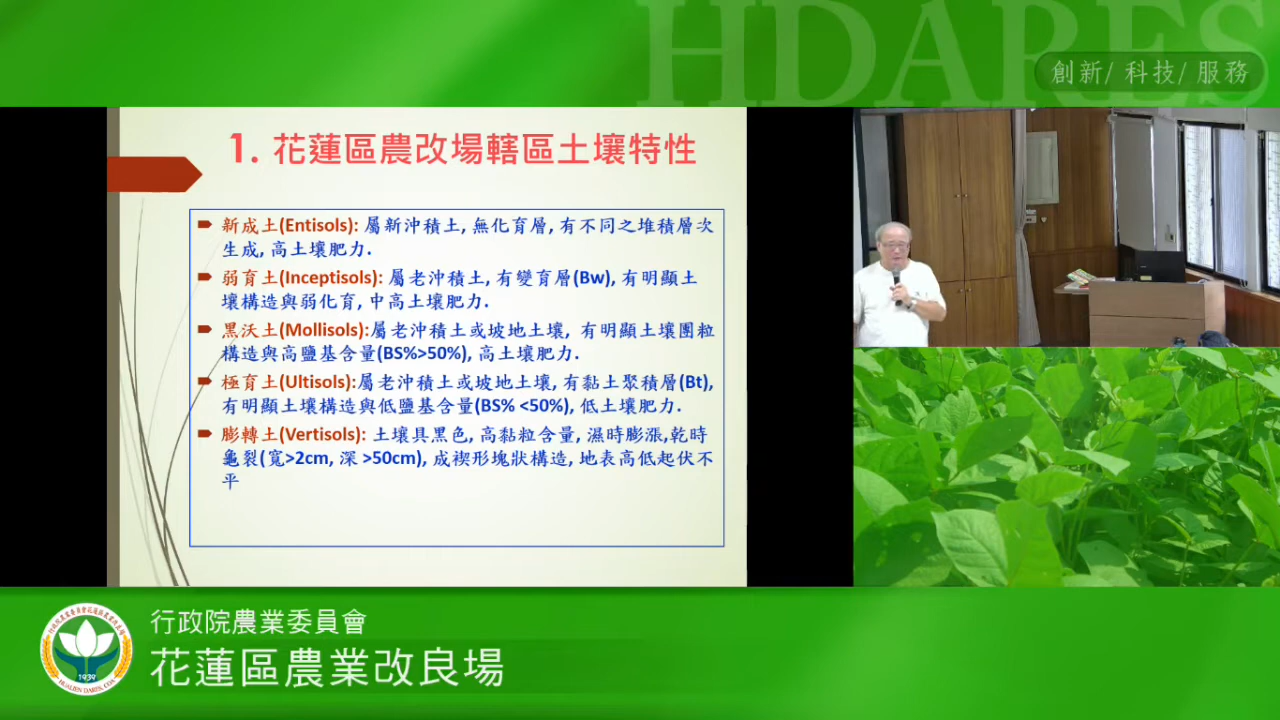 HDARES
創新/ 科技/ 服務
1. 花蓮區農改場轄區土壤特性
新成土(Entisols): 屬新沖積土, 無化育層, 有不同之堆積層次
生成, 高土壤肥力.
弱育土(Inceptisols): 屬老沖積土, 有變育層(Bw), 有明顯土
壤構造與弱化育, 中高土壤肥力.
黑沃土(Mollisols):屬老沖積土或坡地土壤, 有明顯土壤團粒
構造與高鹽基含量(BS%>50%), 高土壤肥力.
極育土(Ultisols):屬老沖積土或坡地土壤, 有黏土聚積層(Bt),
有明顯土壤構造與低鹽基含量(BS% <50%), 低土壤肥力.
膨轉土(Vertisols): 土壤具黑色, 高黏粒含量, 濕時膨漲,乾時
龜裂(寬>2cm, 深 >50cm), 成楔形塊狀構造, 地表高低起伏不
平
行政院農業委員會
花蓮區農業改良場
1939
HUALIEN DARES, COA